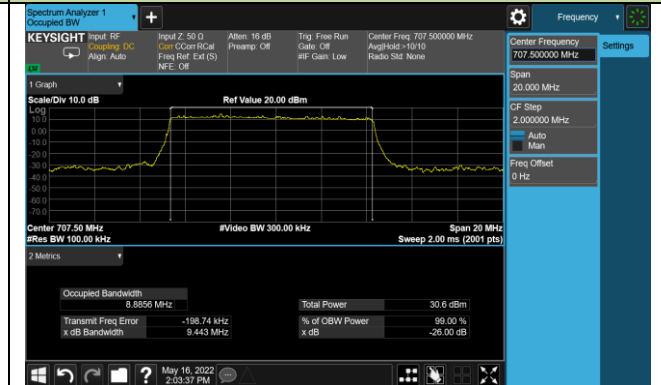 Spectrum Analyzer 1
Occupied BW
Frequency
KEYSIGHT
Input: RF
Coupling: DC
Align: Auto
Input Z: 50 Ω
Corr CCorr RCal
Freq Ref: Ext (S)
NFE: Off
Atten: 16 dB
Preamp: Off
Trig: Free Run
Gate: Off
#IF Gain: Low
Center Freq: 707.500000 MHz
Avg|Hold:>10/10
Radio Std: None
Center Frequency
707.500000 MHz
Settings
Span
20.000 MHz
CF Step
2.000000 MHz
Auto
Man
Freq Offset
0 Hz
1 Graph
Scale/Div 10.0 dB
Ref Value 20.00 dBm
Log
10.0
0.00
-10.0
-20.0
-30.0
-40.0
-50.0
-60.0
-70.0
Center 707.50 MHz
#Video BW 300.00 kHz
Span 20 MHz
#Res BW 100.00 kHz
Sweep 2.00 ms (2001 pts)
2 Metrics
Occupied Bandwidth
8.8856 MHz
Total Power
30.6 dBm
Transmit Freq Error
-198.74 kHz
% of OBW Power
99.00 %
x dB Bandwidth
9.443 MHz
x dB
-26.00 dB
?
May 16, 2022
2:03:37 PM